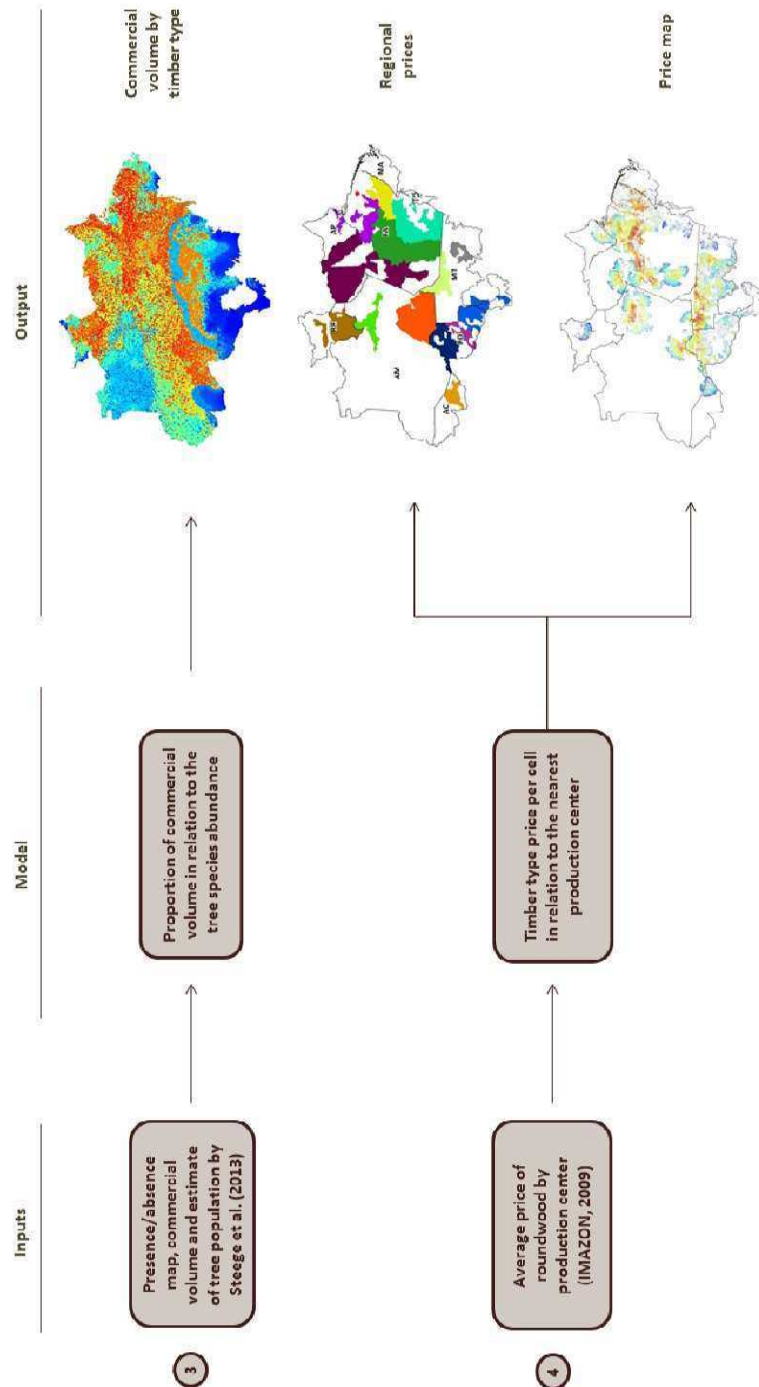 Inputs
Model
Output
3
Presence/absence
map, commercial
volume and estimate
of tree population by
Steege et al. (2013)
Proportion of commercial
volume in relation to the
tree species abundance
Commercial
volume by
timber type
4
Average price of
roundwood by
production center
(IMAZON, 2009)
Timber type price per cell
in relation to the nearest
production center
RR
AP
AM
PA
MA
TO
AC
MT
Regional
prices
Price map